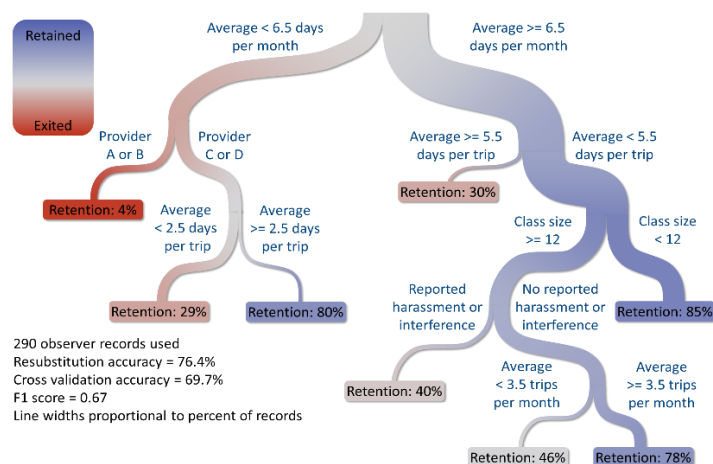 Retained
Exited
Average < 6.5 days
per month
Average >= 6.5
days per month
Provider
A or B
Provider
C or D
Average >= 5.5
days per trip
Average < 5.5
days per trip
Retention: 4%
Retention: 30%
Average
< 2.5 days
per trip
Average
>= 2.5 days
per trip
Class size
>= 12
Class size
< 12
Retention: 29%
Retention: 80%
Reported
harassment or
interference
No reported
harassment or
interference
Retention: 85%
290 observer records used
Resubstitution accuracy = 76.4%
Cross validation accuracy = 69.7%
F1 score = 0.67
Line widths proportional to percent of records
Retention: 40%
Average
< 3.5 trips
per month
Average
>= 3.5 trips
per month
Retention: 46%
Retention: 78%